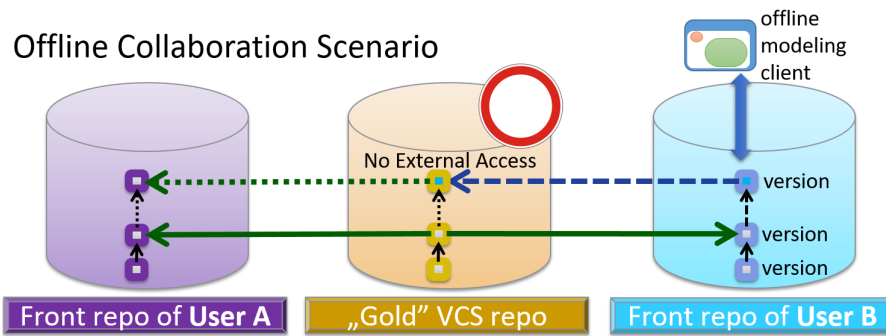 Offline Collaboration Scenario
offline
modeling
client
No External Access
version
version
version
Front repo of User A
„Gold” VCS repo
Front repo of User B